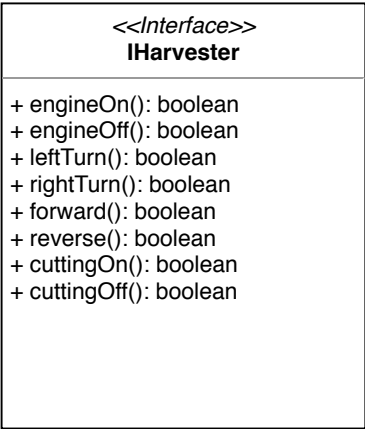 <<Interface>>
IHarvester
+ engineOn(): boolean
+ engineOff(): boolean
+ leftTurn(): boolean
+ rightTurn(): boolean
+ forward(): boolean
+ reverse(): boolean
+ cuttingOn(): boolean
+ cuttingOff(): boolean